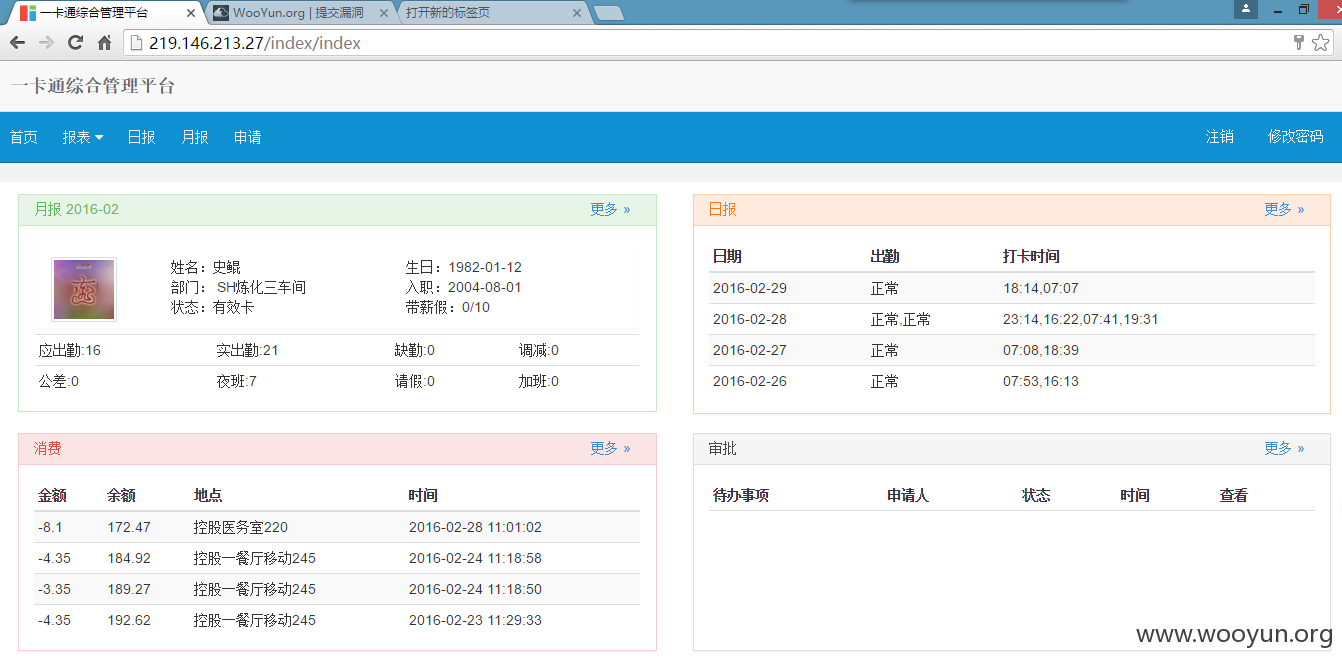 一卡通综合管理平台
WooYun.org | 提交漏洞
打开新的标签页
219.146.213.27/index/index
一卡通综合管理平台
首页 报表 日报 月报 申请 注销 修改密码
月报 2016-02 更多 »
姓名：史鲲 生日：1982-01-12
部门： SH炼化三车间 入职：2004-08-01
状态：有效卡 带薪假：0/10
应出勤:16 实出勤:21 缺勤:0 调减:0
公差:0 夜班:7 请假:0 加班:0
日报 更多 »
日期 出勤 打卡时间
2016-02-29 正常 18:14,07:07
2016-02-28 正常,正常 23:14,16:22,07:41,19:31
2016-02-27 正常 07:08,18:39
2016-02-26 正常 07:53,16:13
消费 更多 »
金额 余额 地点 时间
-8.1 172.47 控股医务室220 2016-02-28 11:01:02
-4.35 184.92 控股一餐厅移动245 2016-02-24 11:18:58
-3.35 189.27 控股一餐厅移动245 2016-02-24 11:18:50
-4.35 192.62 控股一餐厅移动245 2016-02-23 11:29:33
审批 更多 »
待办事项 申请人 状态 时间 查看
www.wooyun.org